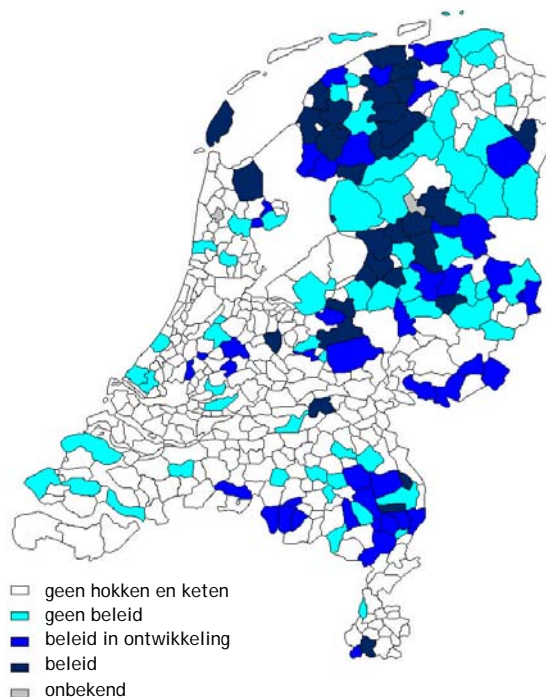 geen hokken en keten
geen beleid
beleid in ontwikkeling
beleid
onbekend